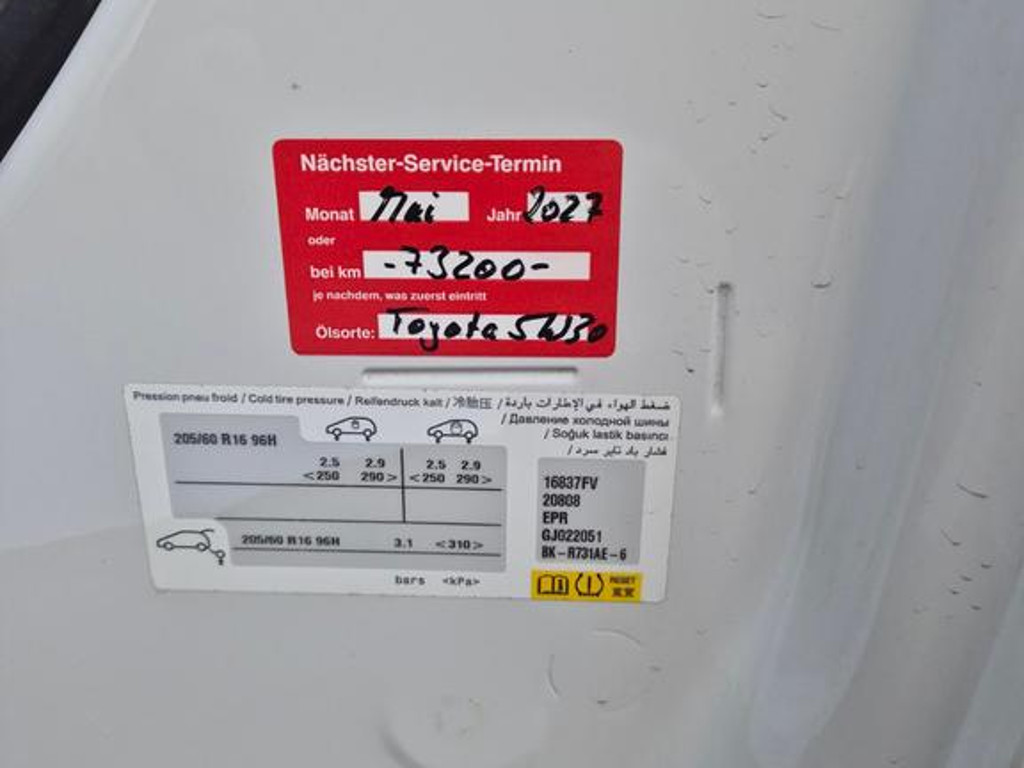 Nächster-Service-Termin
Monat Mai Jahr 2027
oder
bei km -73200-
je nachdem, was zuerst eintritt
Ölsorte: Toyota 5W30
Pression pneu froid / Cold tire pressure / Reifendruck kalt / 冷胎压 / ضغط الهواء في الإطارات باردة
/ Давление холодной шины
/ Soğuk lastik basıncı
/ فشار باد تایر سرد
205/60 R16 96H
2.5 2.9 2.5 2.9
<250 290> <250 290>
205/60 R16 96H 3.1 <310>
bars <kPa>
16837FV
20808
EPR
GJ022051
BK-R731AE-6